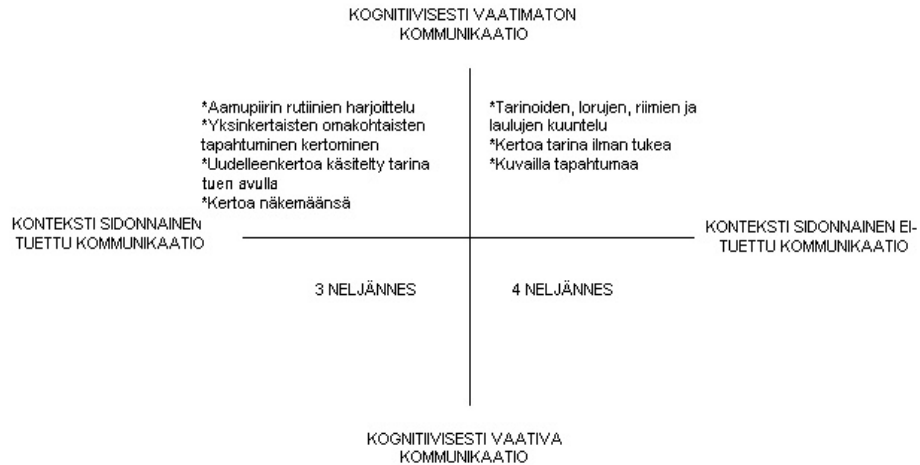 KOGNITIIVISESTI VAATIMATON
KOMMUNIKAATIO
*Aamupiirin rutiinien harjoittelu
*Yksinkertaisten omakohtaisten
tapahtuminen kertominen
*Uudelleenkertoa käsitelty tarina
tuen avulla
*Kertoa näkemäänsä
*Tarinoiden, lorujen, riimien ja
laulujen kuuntelu
*Kertoa tarina ilman tukea
*Kuvailla tapahtumaa
KONTEKSTI SIDONNAINEN
TUETTU KOMMUNIKAATIO
KONTEKSTI SIDONNAINEN EI-
TUETTU KOMMUNIKAATIO
3 NELJÄNNES
4 NELJÄNNES
KOGNITIIVISESTI VAATIVA
KOMMUNIKAATIO